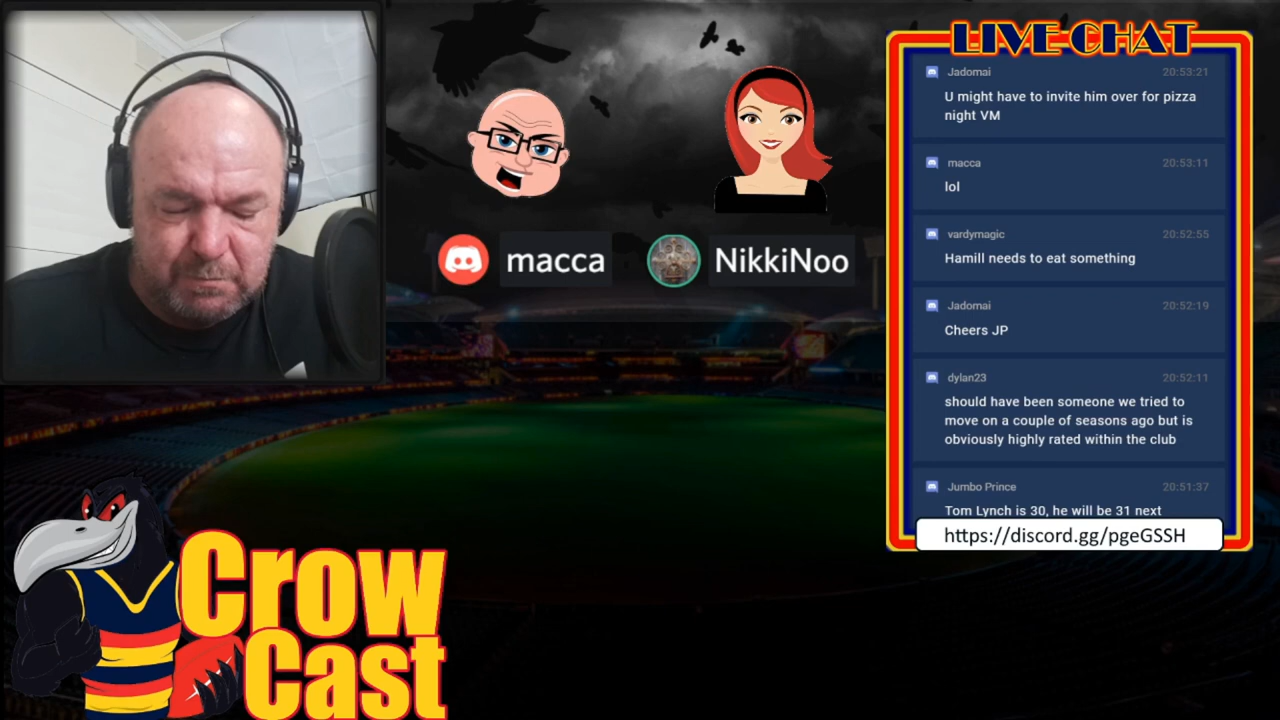 macca
NikkiNoo
LIVE CHAT
Jadomai 20:53:21
U might have to invite him over for pizza
night VM
macca 20:53:11
lol
vardymagic 20:52:55
Hamill needs to eat something
Jadomai 20:52:19
Cheers JP
dylan23 20:52:11
should have been someone we tried to
move on a couple of seasons ago but is
obviously highly rated within the club
Jumbo Prince 20:51:37
Tom Lynch is 30, he will be 31 next
https://discord.gg/pgeGSSH
Crow
Cast